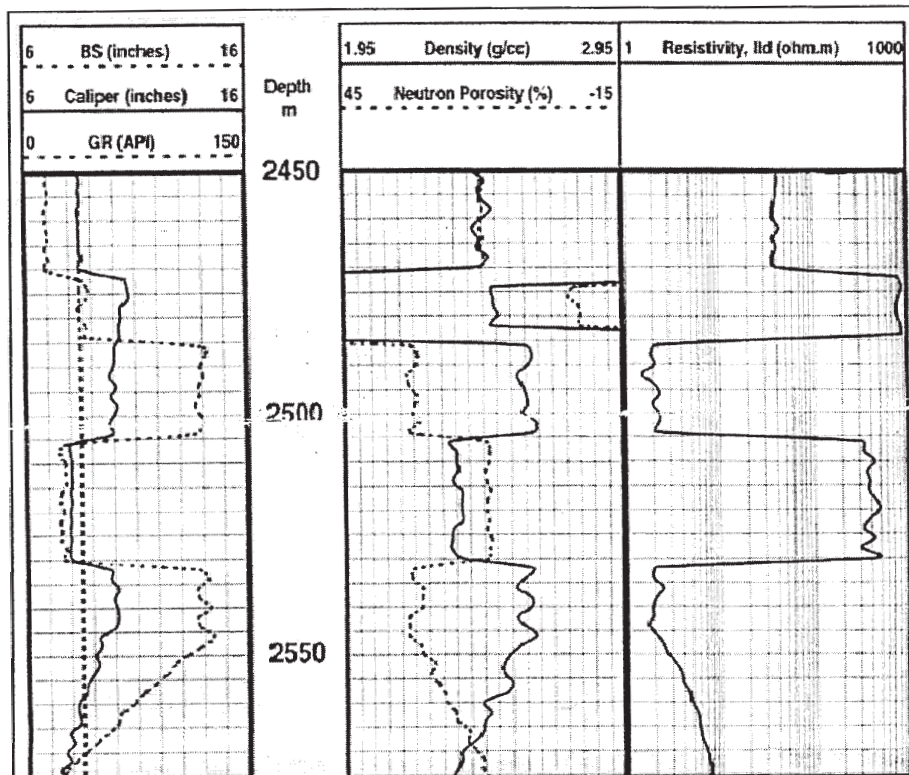 6 BS (inches) 16
6 Caliper (inches) 16
0 GR (API) 150
Depth
m
1.95 Density (g/cc) 2.95
45 Neutron Porosity (%) -15
1 Resistivity, lld (ohm.m) 1000
2450
2500
2550